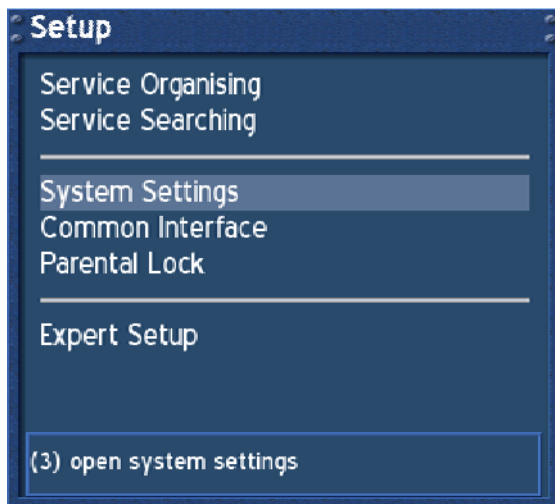 Setup
Service Organising
Service Searching
System Settings
Common Interface
Parental Lock
Expert Setup
(3) open system settings